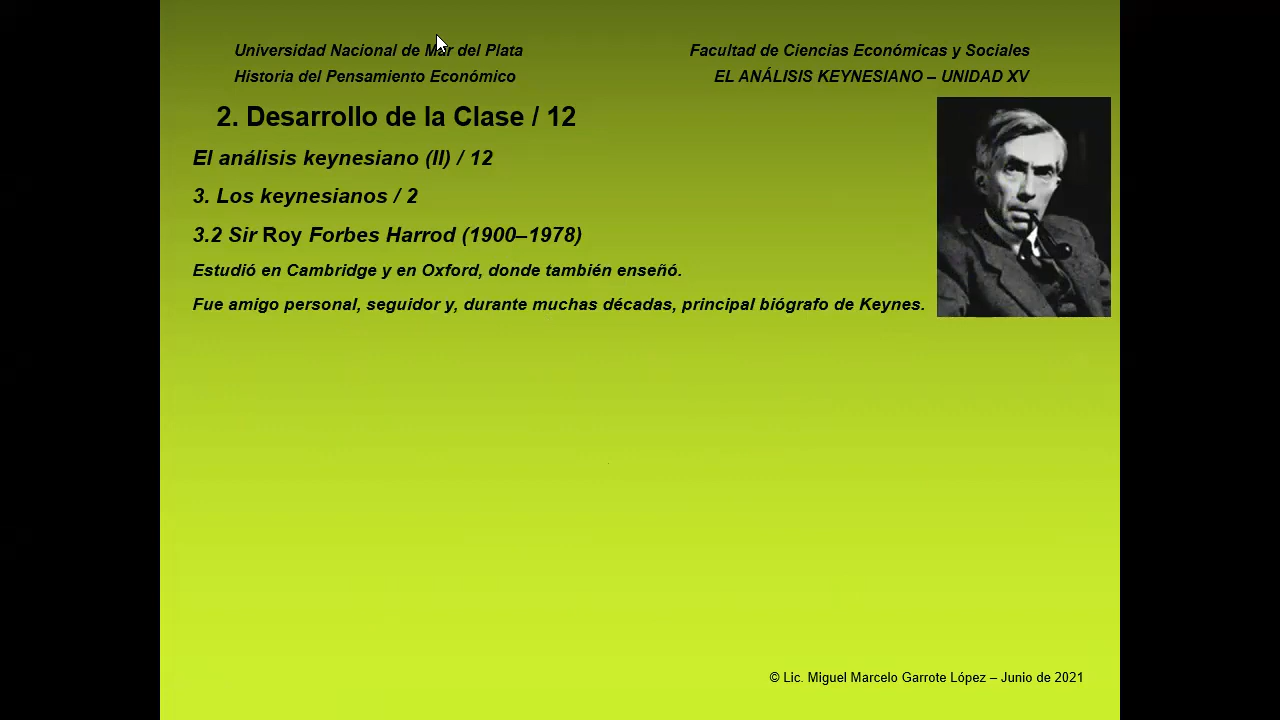 Universidad Nacional de Mar del Plata
Facultad de Ciencias Económicas y Sociales
Historia del Pensamiento Económico
EL ANÁLISIS KEYNESIANO – UNIDAD XV
2. Desarrollo de la Clase / 12
El análisis keynesiano (II) / 12
3. Los keynesianos / 2
3.2 Sir Roy Forbes Harrod (1900–1978)
Estudió en Cambridge y en Oxford, donde también enseñó.
Fue amigo personal, seguidor y, durante muchas décadas, principal biógrafo de Keynes.
© Lic. Miguel Marcelo Garrote López – Junio de 2021